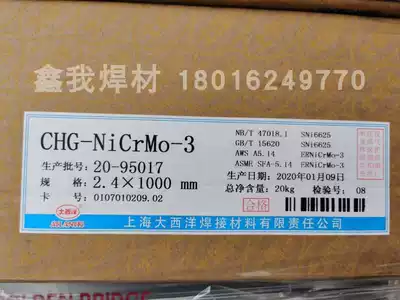 鑫我焊材 18016249770
CHG-NiCrMo-3
NB/T 47018.1 SNi6625
GB/T 15620 SNi6625
AWS A5.14 ERNiCrMo-3
ASME SFA-5.14 ERNiCrMo-3
生产批号: 20-95017
规 格: 2.4×1000 mm
卡 号: 0107010209.02
生产日期: 2020年01月09日
总净含量: 20kg 检验号: 08
合格
大西洋
上海大西洋焊接材料有限责任公司
GOLDEN BRIDGE